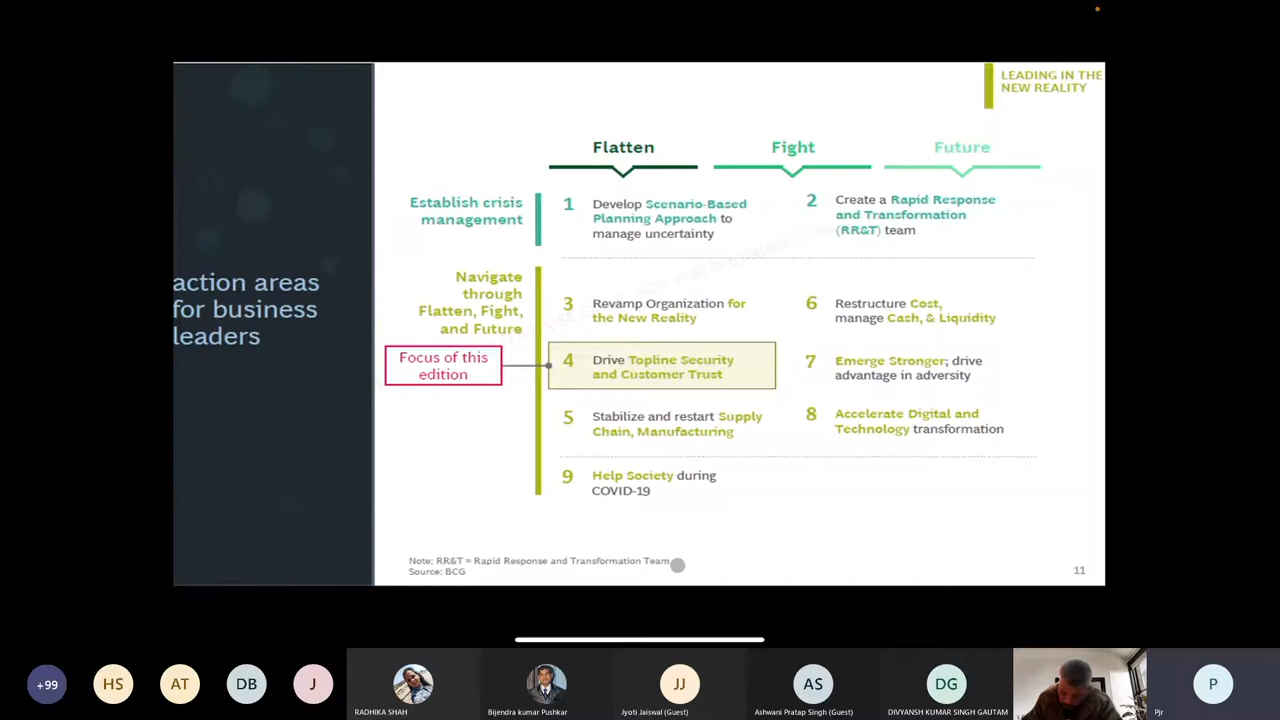 LEADING IN THE
NEW REALITY
Flatten
Fight
Future
action areas
for business
leaders
Establish crisis
management
1
Develop Scenario-Based
Planning Approach to
manage uncertainty
2
Create a Rapid Response
and Transformation
(RR&T) team
Navigate
through
Flatten, Fight,
and Future
3
Revamp Organization for
the New Reality
6
Restructure Cost,
manage Cash, & Liquidity
Focus of this
edition
4
Drive Topline Security
and Customer Trust
7
Emerge Stronger; drive
advantage in adversity
5
Stabilize and restart Supply
Chain, Manufacturing
8
Accelerate Digital and
Technology transformation
9
Help Society during
COVID-19
Note: RR&T = Rapid Response and Transformation Team
Source: BCG
11
+99
HS
AT
DB
J
JJ
AS
DG
P
RADHIKA SHAH
Bijendra kumar Pushkar
Jyoti Jaiswal (Guest)
Ashwani Pratap Singh (Guest)
DIVYANSH KUMAR SINGH GAUTAM
Pjr